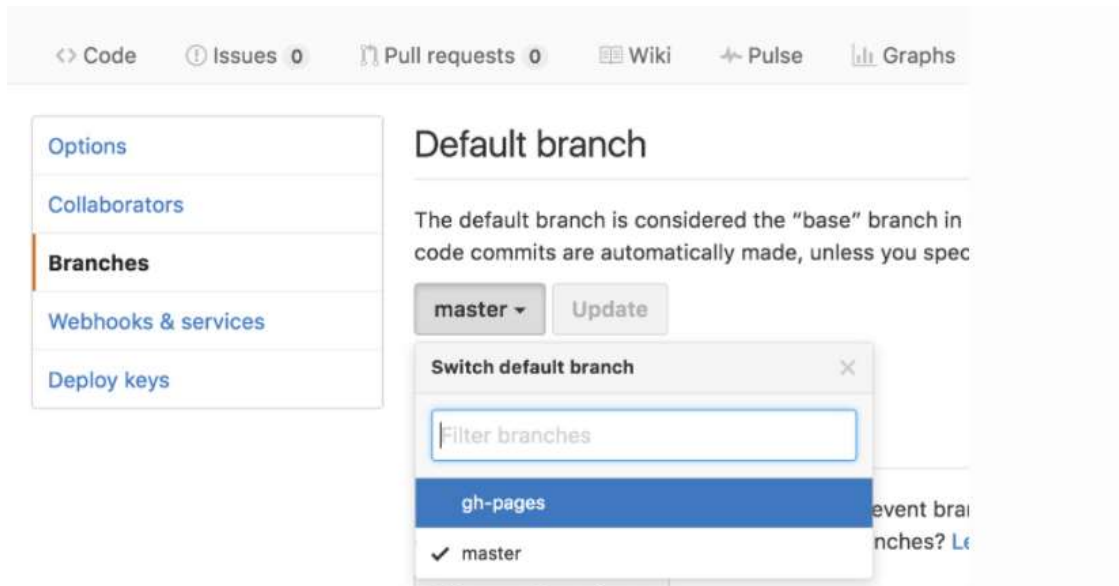 Code Issues 0 Pull requests 0 Wiki Pulse Graphs
Options
Collaborators
Branches
Webhooks & services
Deploy keys
Default branch
The default branch is considered the “base” branch in
code commits are automatically made, unless you spec
master Update
Switch default branch
Filter branches
gh-pages
master
event bra
nches? Le